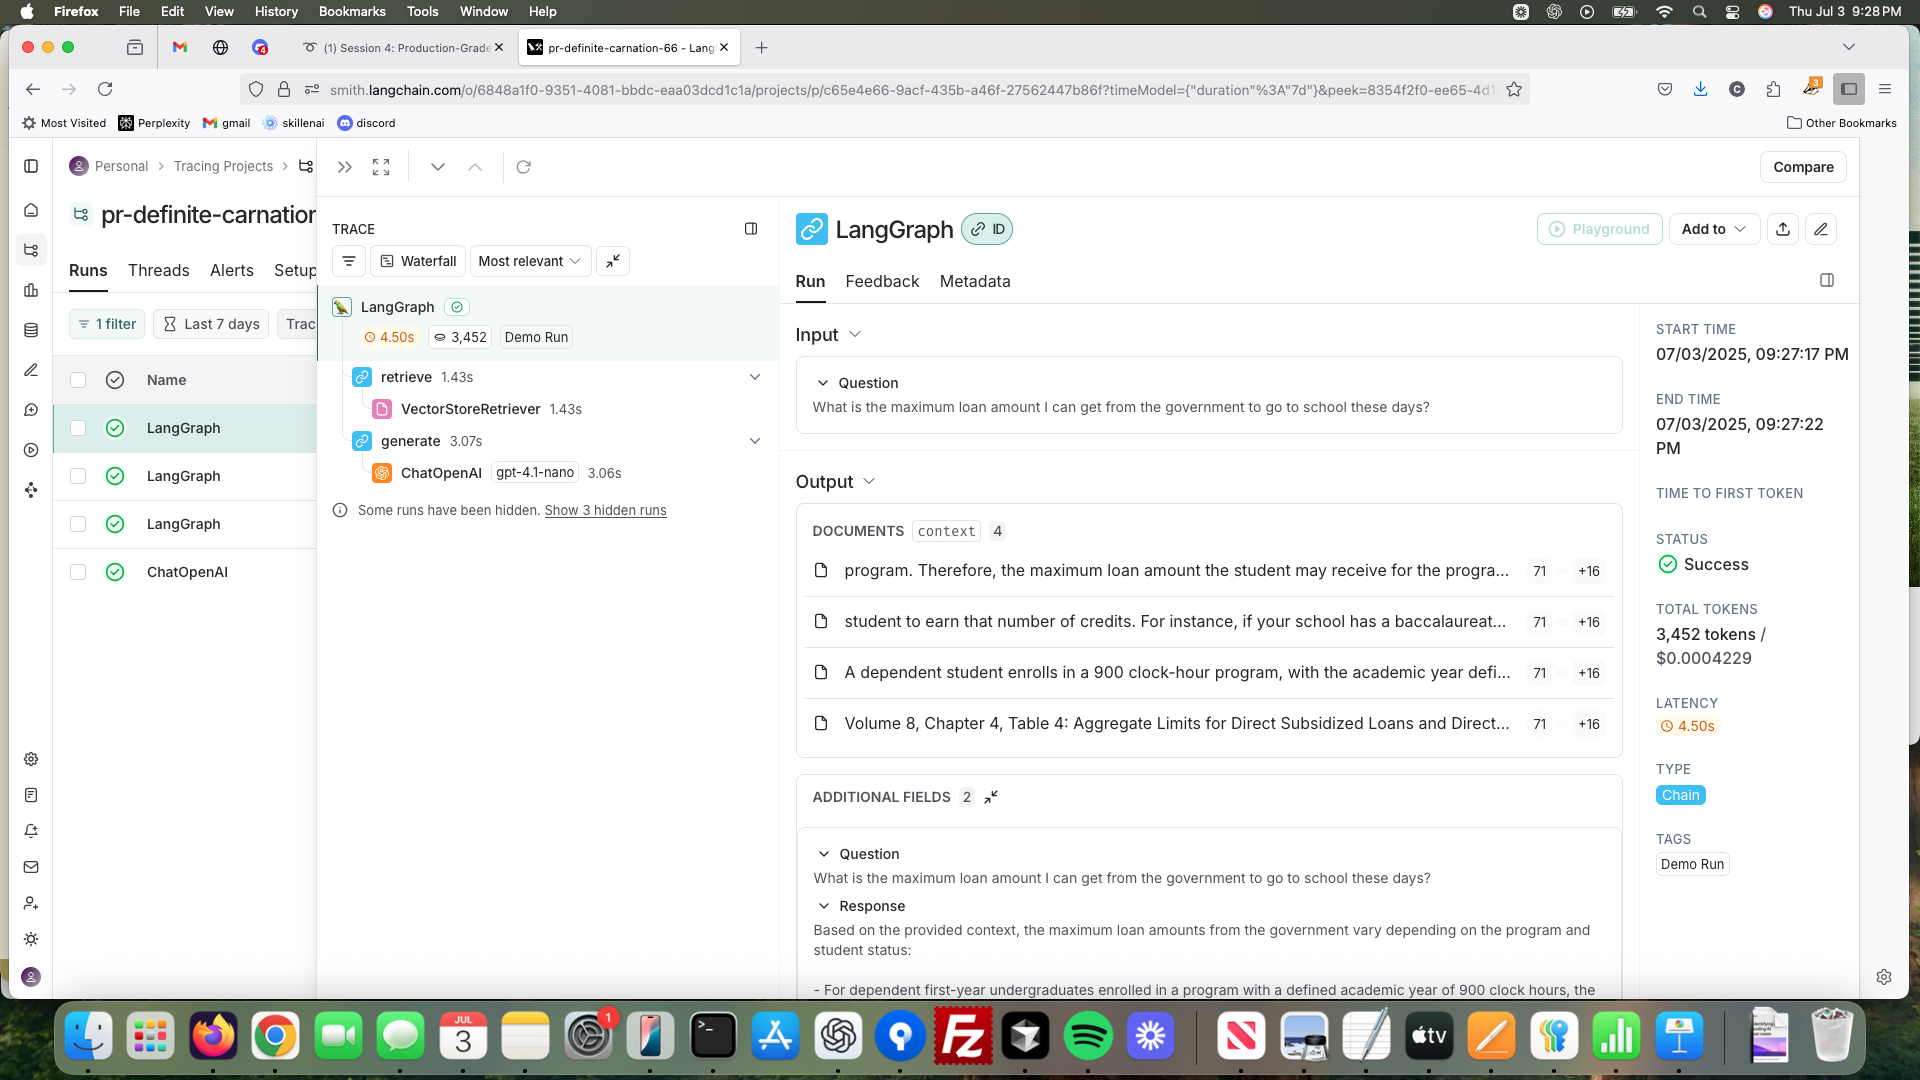 Firefox File Edit View History Bookmarks Tools Window Help
Thu Jul 3 9:28 PM
(1) Session 4: Production-Grade
pr-definite-carnation-66 - Lang
smith.langchain.com/o/6848a1f0-9351-4081-bbdc-eaa03dcd1c1a/projects/p/c65e4e66-9acf-435b-a46f-27562447b86f?timeModel={"duration"%3A"7d"}&peek=8354f2f0-ee65-4d1
3
Most Visited Perplexity gmail skillenai discord
Other Bookmarks
Personal > Tracing Projects >
Compare
pr-definite-carnation
Runs Threads Alerts Setup
1 filter
Last 7 days
Trac
Name
LangGraph
LangGraph
LangGraph
ChatOpenAI
TRACE
Waterfall
Most relevant
LangGraph
4.50s
3,452
Demo Run
retrieve 1.43s
VectorStoreRetriever 1.43s
generate 3.07s
ChatOpenAI gpt-4.1-nano 3.06s
Some runs have been hidden. Show 3 hidden runs
LangGraph
ID
Playground
Add to
Run Feedback Metadata
Input
Question
What is the maximum loan amount I can get from the government to go to school these days?
Output
DOCUMENTS context 4
program. Therefore, the maximum loan amount the student may receive for the progra... 71 +16
student to earn that number of credits. For instance, if your school has a baccalaureat... 71 +16
A dependent student enrolls in a 900 clock-hour program, with the academic year defi... 71 +16
Volume 8, Chapter 4, Table 4: Aggregate Limits for Direct Subsidized Loans and Direct... 71 +16
ADDITIONAL FIELDS 2
Question
What is the maximum loan amount I can get from the government to go to school these days?
Response
Based on the provided context, the maximum loan amounts from the government vary depending on the program and
student status:
- For dependent first-year undergraduates enrolled in a program with a defined academic year of 900 clock hours, the
START TIME
07/03/2025, 09:27:17 PM
END TIME
07/03/2025, 09:27:22
PM
TIME TO FIRST TOKEN
STATUS
Success
TOTAL TOKENS
3,452 tokens /
$0.0004229
LATENCY
4.50s
TYPE
Chain
TAGS
Demo Run
JUL
3
1
tv